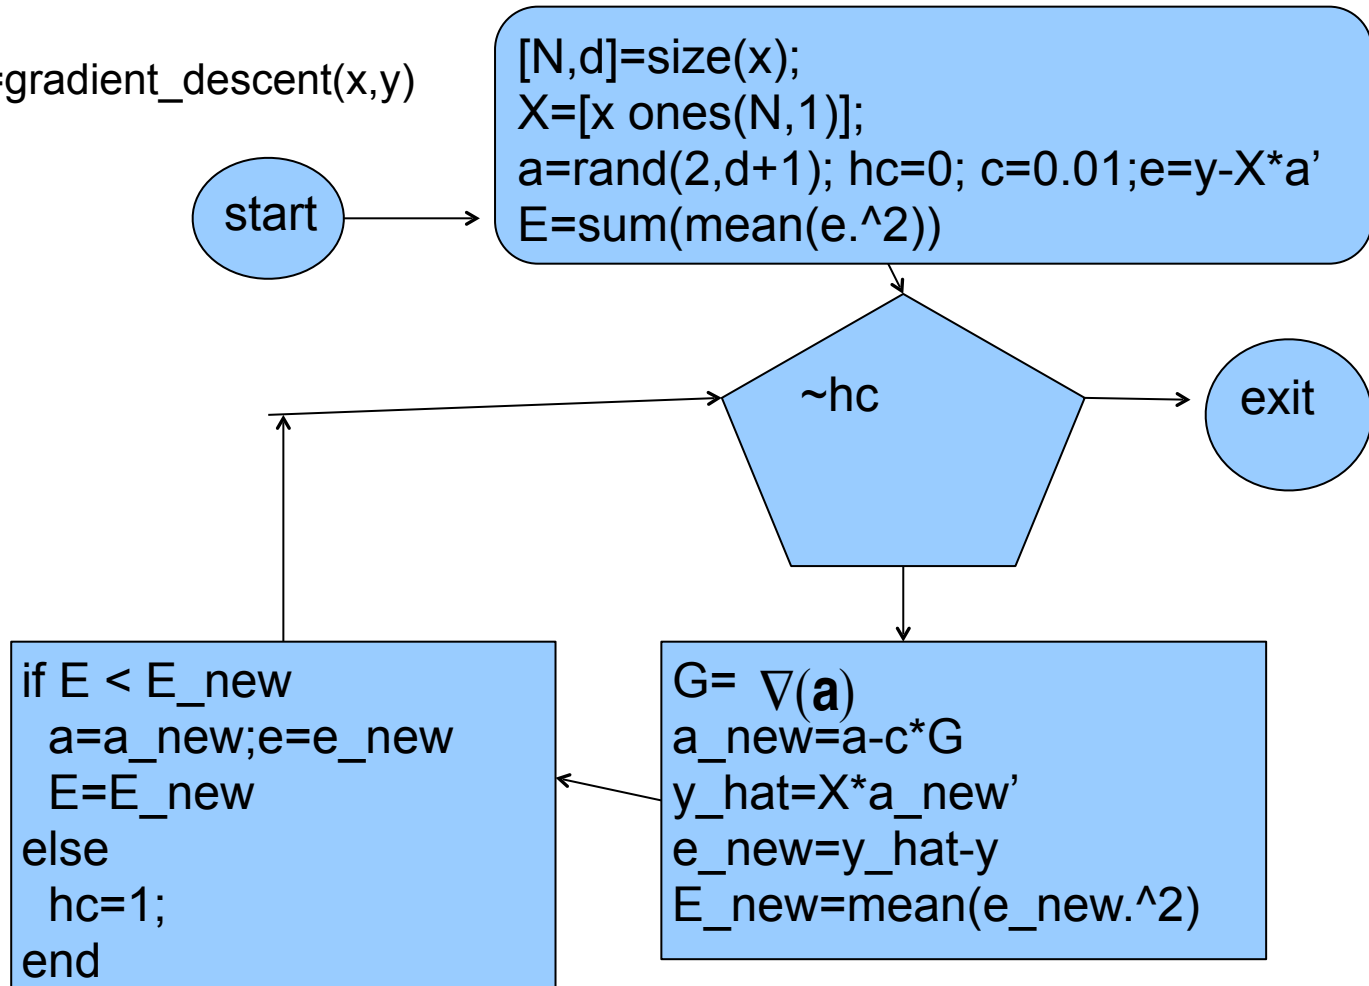 =gradient_descent(x,y)
[N,d]=size(x);
X=[x ones(N,1)];
a=rand(2,d+1); hc=0; c=0.01;e=y-X*a’
E=sum(mean(e.^2))
start
~hc
exit
G= ∇(a)
a_new=a-c*G
y_hat=X*a_new’
e_new=y_hat-y
E_new=mean(e_new.^2)
if E < E_new
a=a_new;e=e_new
E=E_new
else
hc=1;
end